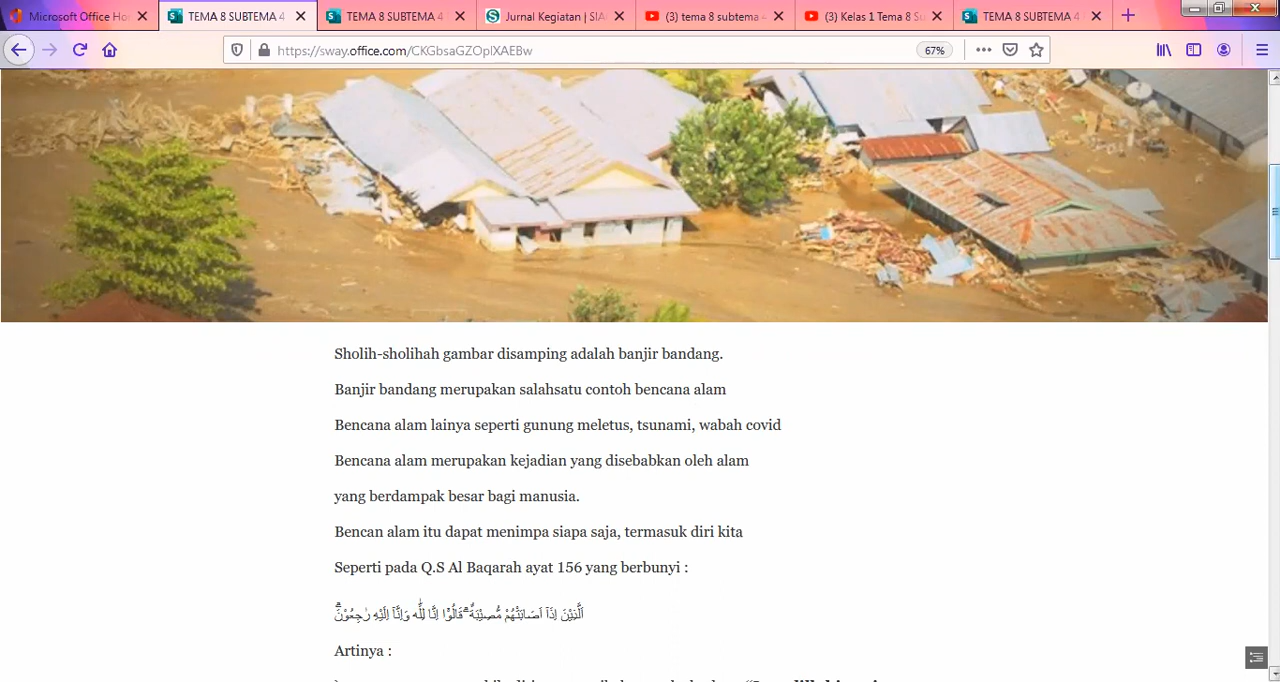 Microsoft Office Ho
TEMA 8 SUBTEMA 4
TEMA 8 SUBTEMA 4
Jurnal Kegiatan | SIA
(3) tema 8 subtema
(3) Kelas 1 Tema 8 S
TEMA 8 SUBTEMA 4
https://sway.office.com/CKGbsaGZOplXAEBw
67%
Sholih-sholihah gambar disamping adalah banjir bandang.
Banjir bandang merupakan salahsatu contoh bencana alam
Bencana alam lainya seperti gunung meletus, tsunami, wabah covid
Bencana alam merupakan kejadian yang disebabkan oleh alam
yang berdampak besar bagi manusia.
Bencan alam itu dapat menimpa siapa saja, termasuk diri kita
Seperti pada Q.S Al Baqarah ayat 156 yang berbunyi :
الَّذِيْنَ اِذَآ اَصَابَتْهُمْ مُّصِيْبَةٌۗ قَالُوْٓا اِنَّا لِلّٰهِ وَاِنَّآ اِلَيْهِ رٰجِعُوْنَۗ
Artinya :